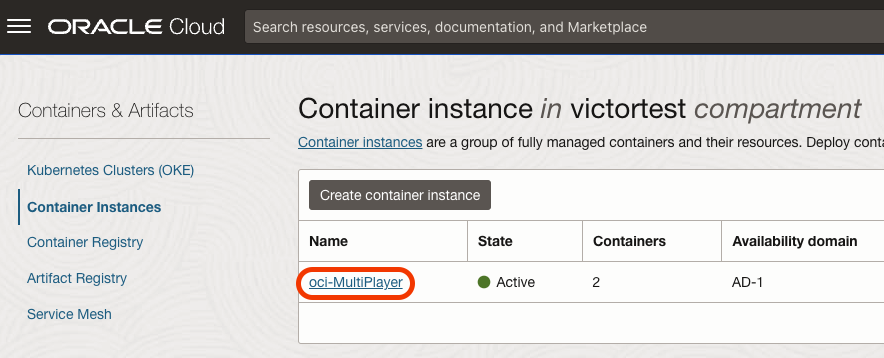 ORACLE Cloud
Search resources, services, documentation, and Marketplace
Containers & Artifacts
Kubernetes Clusters (OKE)
Container Instances
Container Registry
Artifact Registry
Service Mesh
Container instance in victortest compartment
Container instances are a group of fully managed containers and their resources. Deploy
Create container instance
Name State Containers Availability domain
oci-MultiPlayer Active 2 AD-1